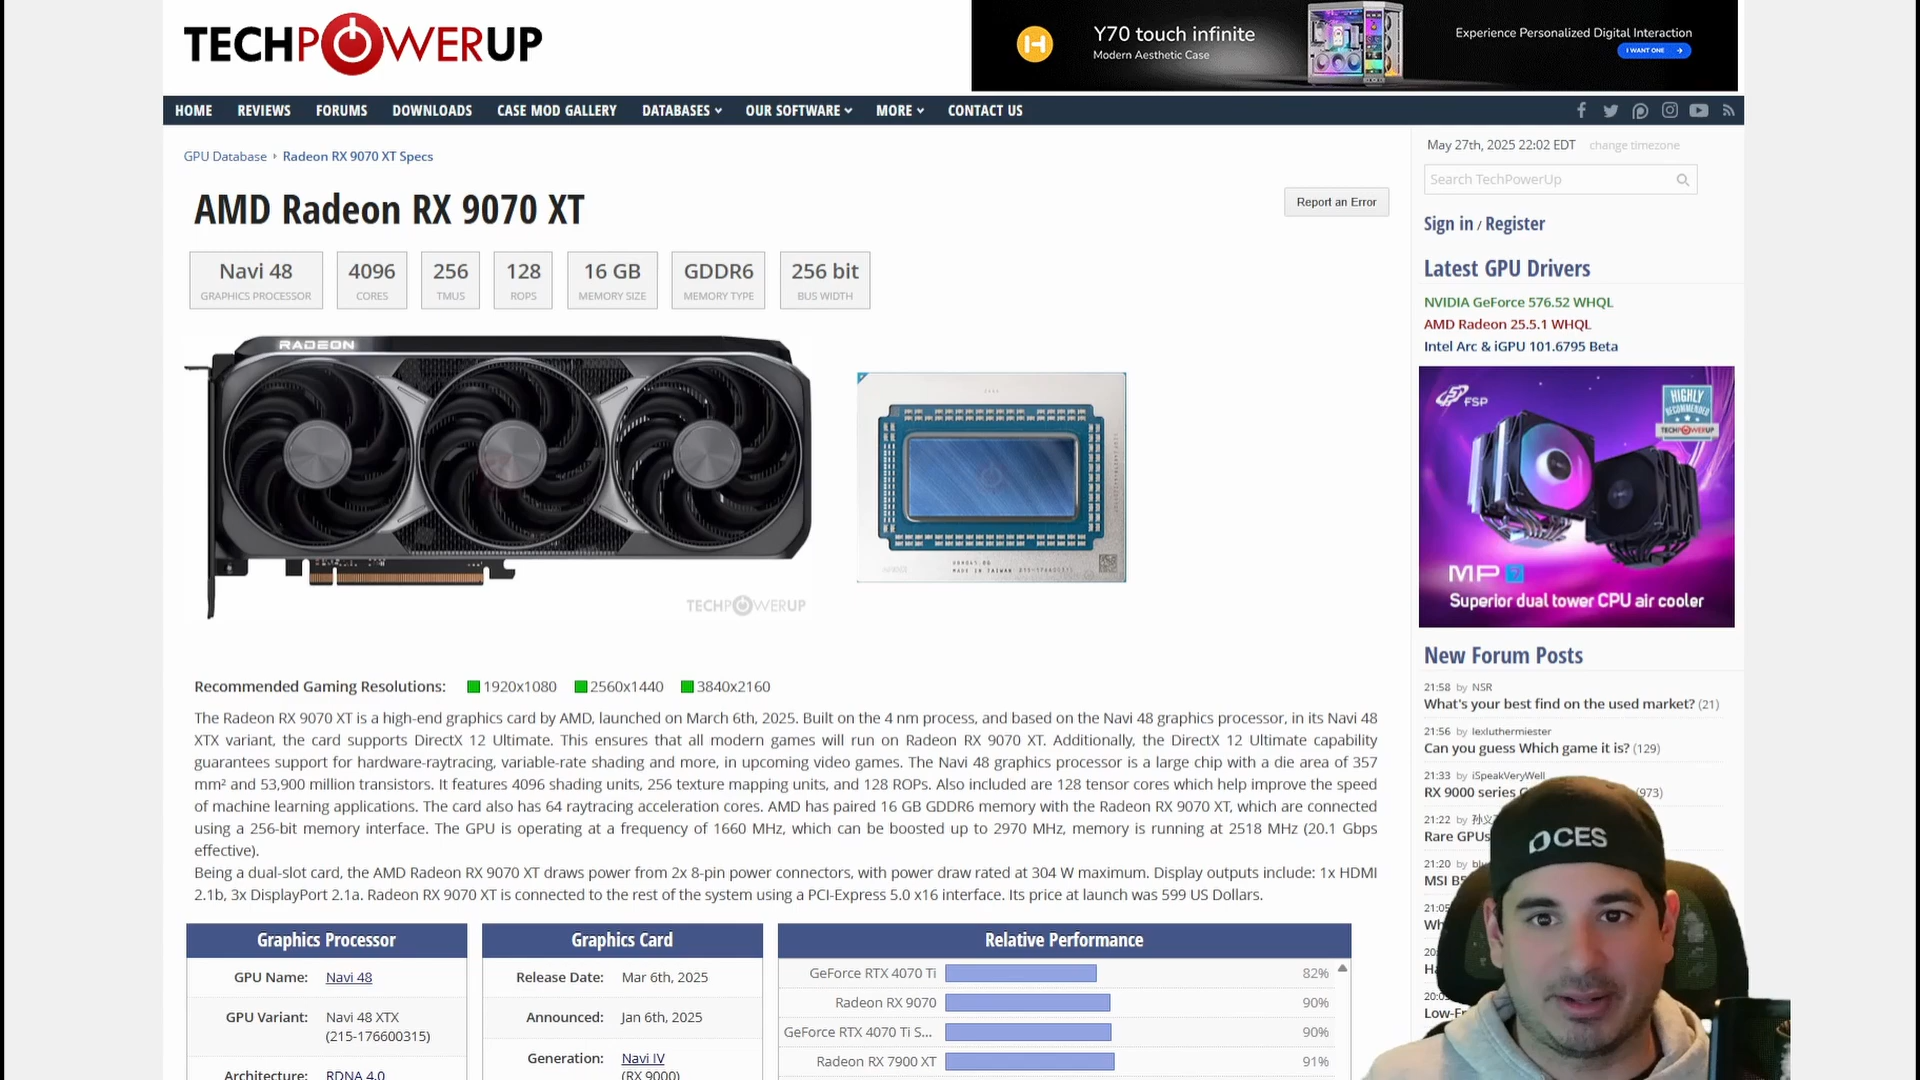 TECHPOWERUP
Y70 touch infinite
Modern Aesthetic Case
Experience Personalized Digital Interaction
I WANT ONE
HOME REVIEWS FORUMS DOWNLOADS CASE MOD GALLERY DATABASES OUR SOFTWARE MORE CONTACT US
GPU Database Radeon RX 9070 XT Specs
AMD Radeon RX 9070 XT
Report an Error
Navi 48
GRAPHICS PROCESSOR
4096
CORES
256
TMUS
128
ROPS
16 GB
MEMORY SIZE
GDDR6
MEMORY TYPE
256 bit
BUS WIDTH
RADEON
MADE IN TAIWAN
TECHPOWERUP
Recommended Gaming Resolutions: 1920x1080 2560x1440 3840x2160
The Radeon RX 9070 XT is a high-end graphics card by AMD, launched on March 6th, 2025. Built on the 4 nm process, and based on the Navi 48 graphics processor, in its Navi 48
XTX variant, the card supports DirectX 12 Ultimate. This ensures that all modern games will run on Radeon RX 9070 XT. Additionally, the DirectX 12 Ultimate capability
guarantees support for hardware-raytracing, variable-rate shading and more, in upcoming video games. The Navi 48 graphics processor is a large chip with a die area of 357
mm² and 53,900 million transistors. It features 4096 shading units, 256 texture mapping units, and 128 ROPs. Also included are 128 tensor cores which help improve the speed
of machine learning applications. The card also has 64 raytracing acceleration cores. AMD has paired 16 GB GDDR6 memory with the Radeon RX 9070 XT, which are connected
using a 256-bit memory interface. The GPU is operating at a frequency of 1660 MHz, which can be boosted up to 2970 MHz, memory is running at 2518 MHz (20.1 Gbps
effective).
Being a dual-slot card, the AMD Radeon RX 9070 XT draws power from 2x 8-pin power connectors, with power draw rated at 304 W maximum. Display outputs include: 1x HDMI
2.1b, 3x DisplayPort 2.1a. Radeon RX 9070 XT is connected to the rest of the system using a PCI-Express 5.0 x16 interface. Its price at launch was 599 US Dollars.
Graphics Processor
GPU Name: Navi 48
GPU Variant: Navi 48 XTX
(215-176600315)
Architecture: RDNA 4.0
Graphics Card
Release Date: Mar 6th, 2025
Announced: Jan 6th, 2025
Generation: Navi IV
(RX 9000)
Relative Performance
GeForce RTX 4070 Ti 82%
Radeon RX 9070 90%
GeForce RTX 4070 Ti S... 90%
Radeon RX 7900 XT 91%
May 27th, 2025 22:02 EDT change timezone
Search TechPowerUp
Sign in / Register
Latest GPU Drivers
NVIDIA GeForce 576.52 WHQL
AMD Radeon 25.5.1 WHQL
Intel Arc & iGPU 101.6795 Beta
FSP
HIGHLY
RECOMMENDED
TECHPOWERUP
MP
Superior dual tower CPU air cooler
New Forum Posts
21:58 by NSR
What's your best find on the used market? (21)
21:56 by lexluthermiester
Can you guess Which game it is? (129)
21:33 by iSpeakVeryWell
RX 9000 series (973)
21:22 by
Rare GPUs
21:20 by
MSI
21:05
20:
Low-Fr
CES